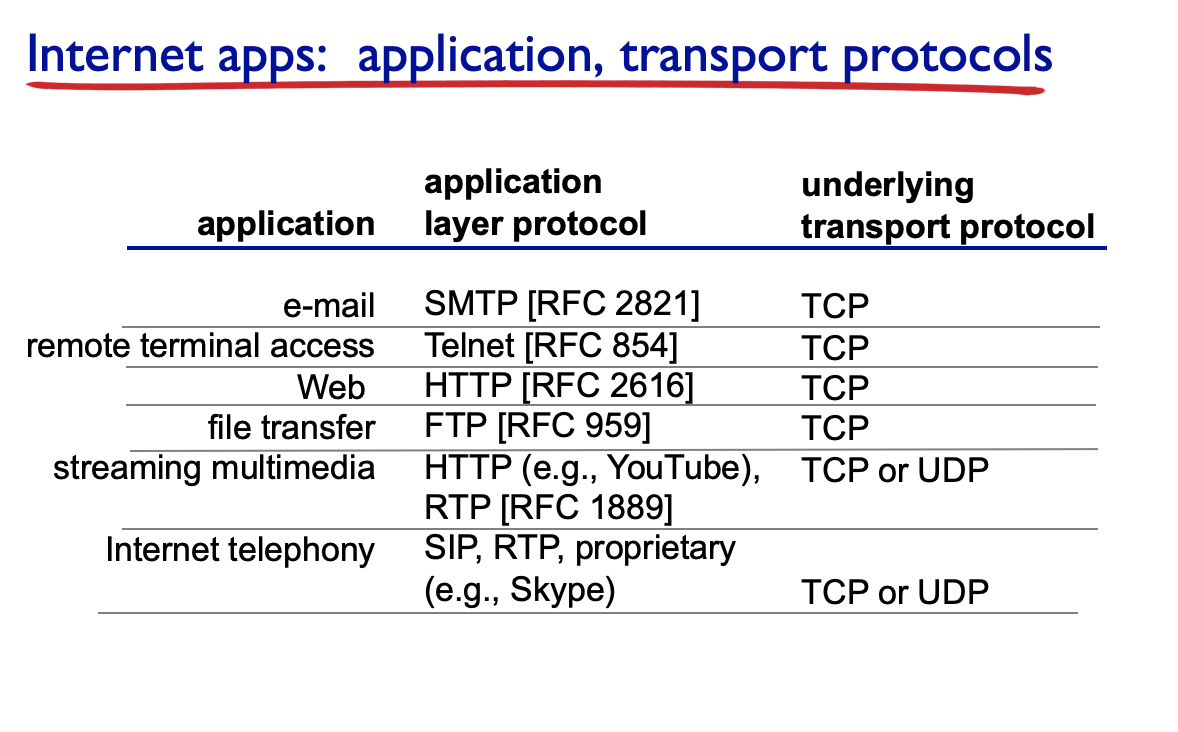 Internet apps: application, transport protocols
application
application layer protocol
underlying transport protocol
e-mail SMTP [RFC 2821] TCP
remote terminal access Telnet [RFC 854] TCP
Web HTTP [RFC 2616] TCP
file transfer FTP [RFC 959] TCP
streaming multimedia HTTP (e.g., YouTube), TCP or UDP
RTP [RFC 1889]
Internet telephony SIP, RTP, proprietary
(e.g., Skype) TCP or UDP